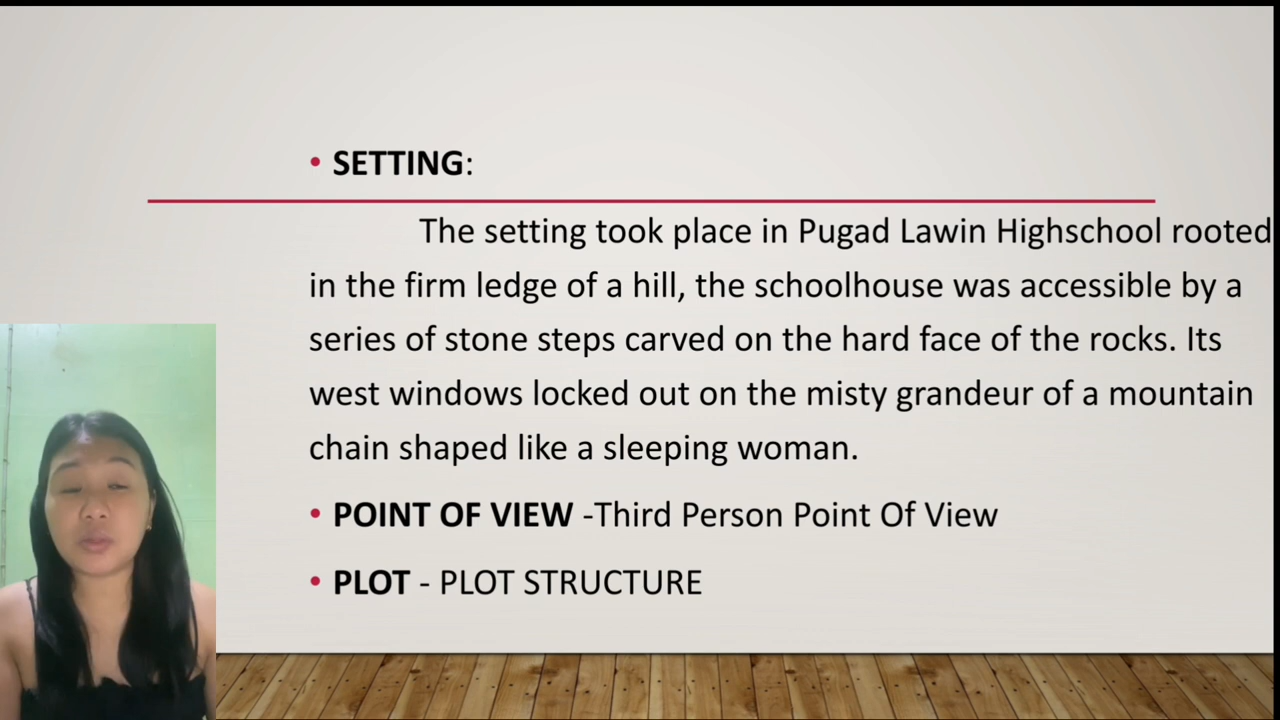 • SETTING:
The setting took place in Pugad Lawin Highschool rooted
in the firm ledge of a hill, the schoolhouse was accessible by a
series of stone steps carved on the hard face of the rocks. Its
west windows locked out on the misty grandeur of a mountain
chain shaped like a sleeping woman.
• POINT OF VIEW -Third Person Point Of View
• PLOT - PLOT STRUCTURE